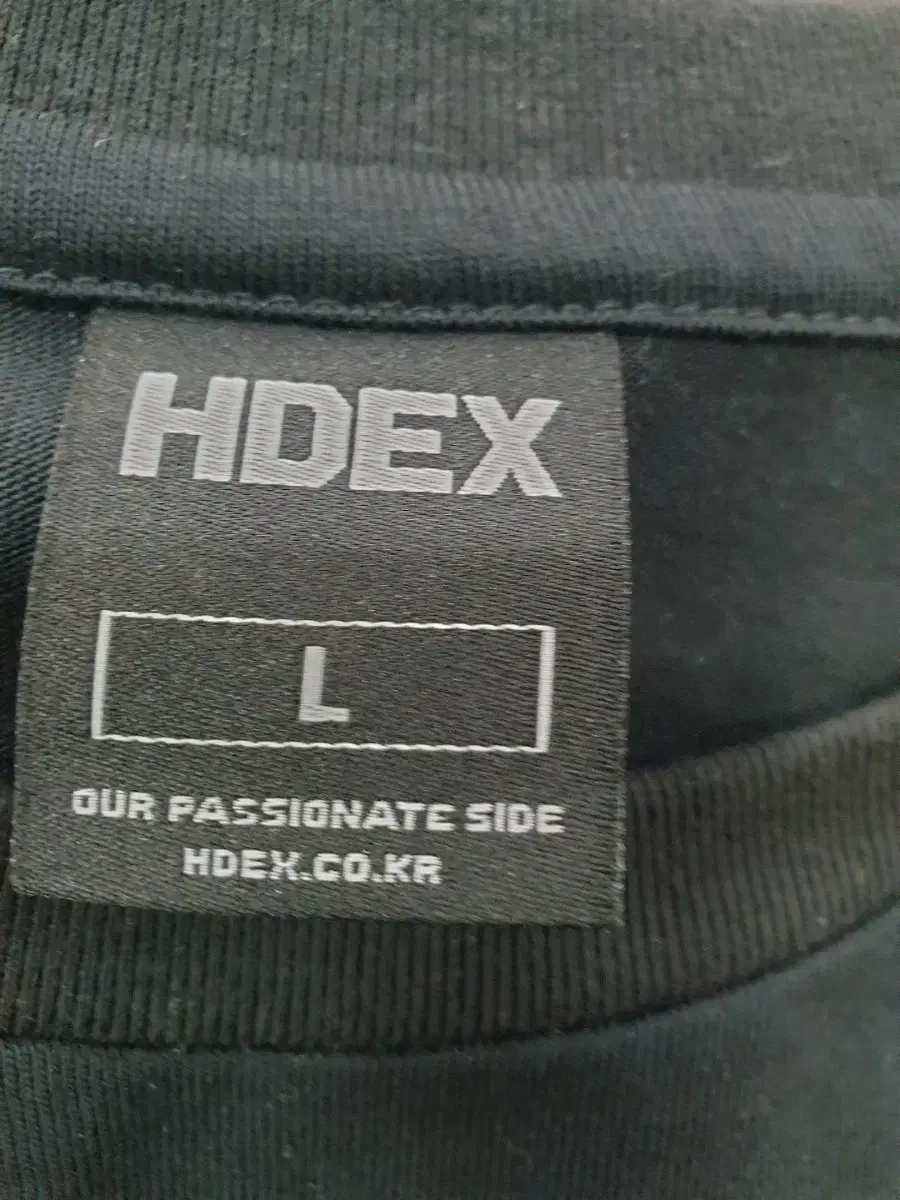 HDEX
L
OUR PASSIONATE SIDE
HDEX.CO.KR